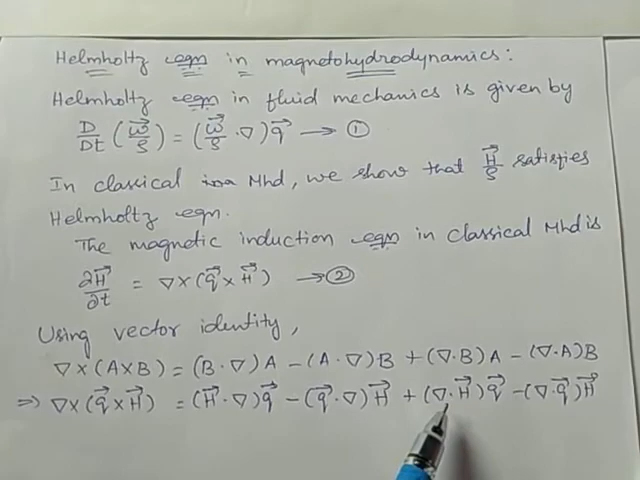 Helmholtz eqn in magnetohydrodynamics:
Helmholtz eqn in fluid mechanics is given by
D/Dt (ω⃗/ρ) = (ω⃗/ρ · ∇) q⃗ → ①
In classical Mhd, we show that H⃗/ρ satisfies
Helmholtz eqn.
The magnetic induction eqn in classical Mhd is
∂H⃗/∂t = ∇×(q⃗×H⃗) → ②
Using vector identity,
∇×(A×B) = (B·∇)A − (A·∇)B + (∇·B)A − (∇·A)B
⇒ ∇×(q⃗×H⃗) = (H⃗·∇)q⃗ − (q⃗·∇)H⃗ + (∇·H⃗)q⃗ − (∇·q⃗)H⃗